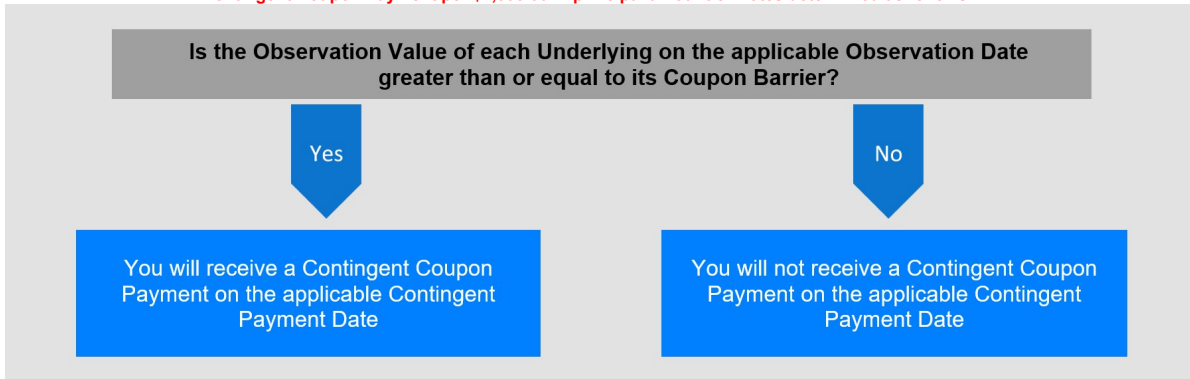 Is the Observation Value of each Underlying on the applicable Observation Date
greater than or equal to its Coupon Barrier?
Yes
No
You will receive a Contingent Coupon
Payment on the applicable Contingent
Payment Date
You will not receive a Contingent Coupon
Payment on the applicable Contingent
Payment Date